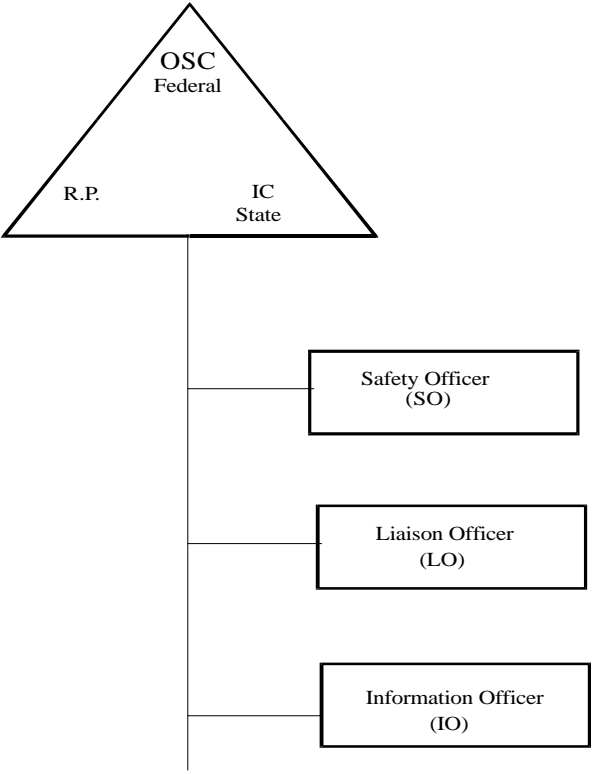 OSC
Federal
R.P.
IC
State
Safety Officer
(SO)
Liaison Officer
(LO)
Information Officer
(IO)